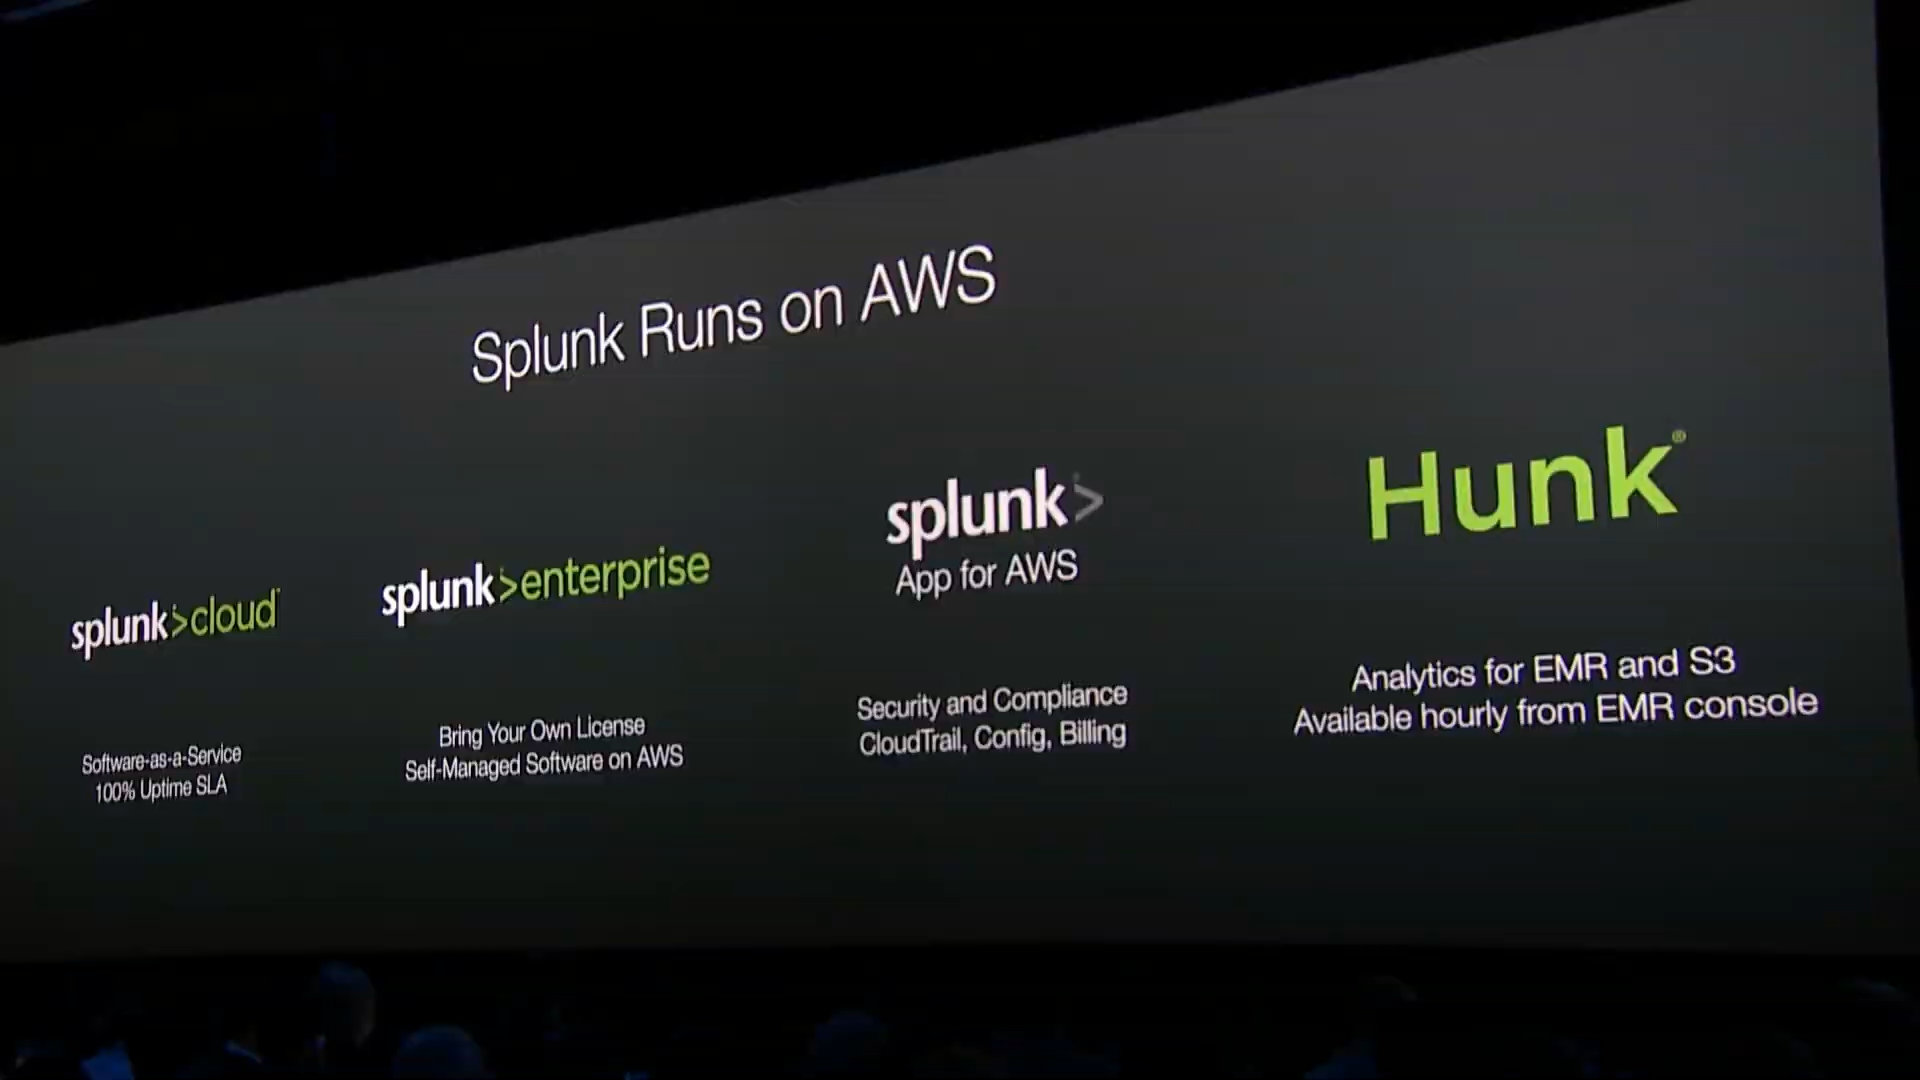 Splunk Runs on AWS
splunk>cloud
Software-as-a-Service
100% Uptime SLA
splunk>enterprise
Bring Your Own License
Self-Managed Software on AWS
splunk>
App for AWS
Security and Compliance
CloudTrail, Config, Billing
Hunk®
Analytics for EMR and S3
Available hourly from EMR console